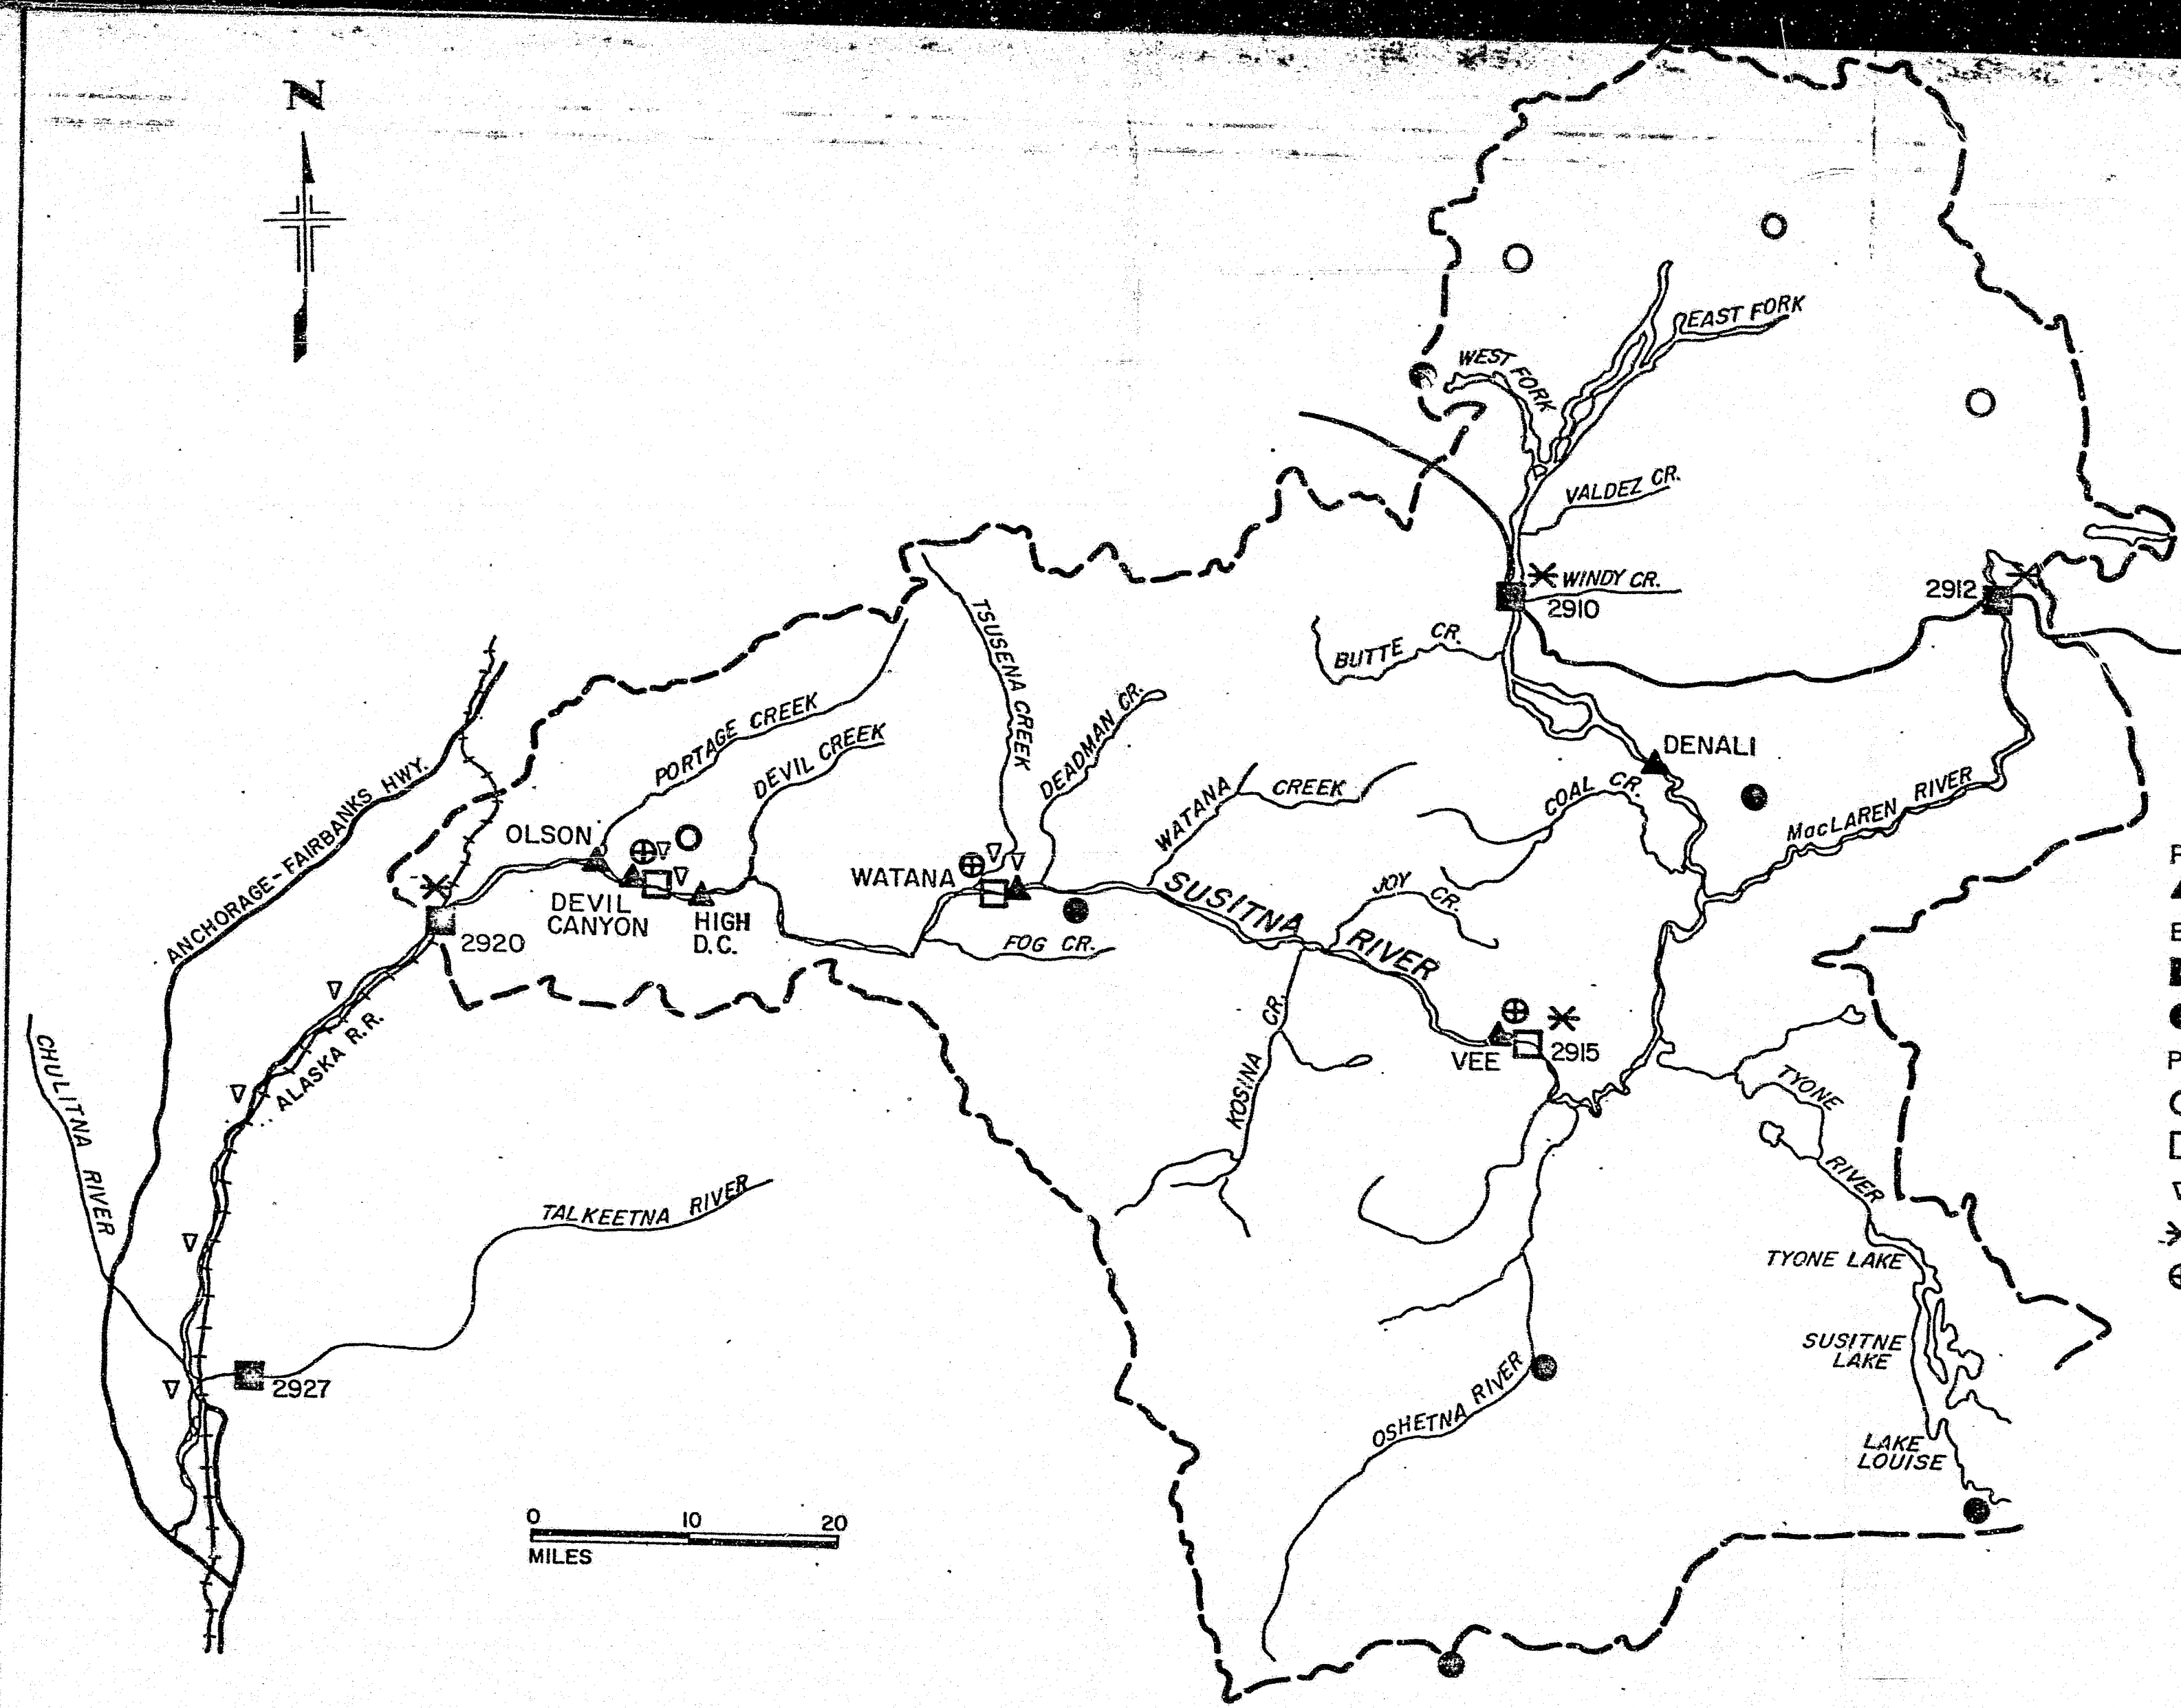 N
EAST FORK
WEST FORK
VALDEZ CR.
WINDY CR.
2910
2912
BUTTE CR.
TSUSENA CREEK
DEADMAN CR.
PORTAGE CREEK
DEVIL CREEK
DENALI
ANCHORAGE-FAIRBANKS HWY.
WATANA CREEK
COAL CR.
MacLAREN RIVER
OLSON
WATANA
DEVIL
CANYON
HIGH
D.C.
2920
FOG CR.
SUSITNA RIVER
JOY CR.
VEE
2915
ALASKA R.R.
CHULITNA RIVER
KOSINA CR.
TYONE RIVER
TALKEETNA RIVER
TYONE LAKE
SUSITNE
LAKE
2927
OSHETNA RIVER
LAKE
LOUISE
0 10 20
MILES